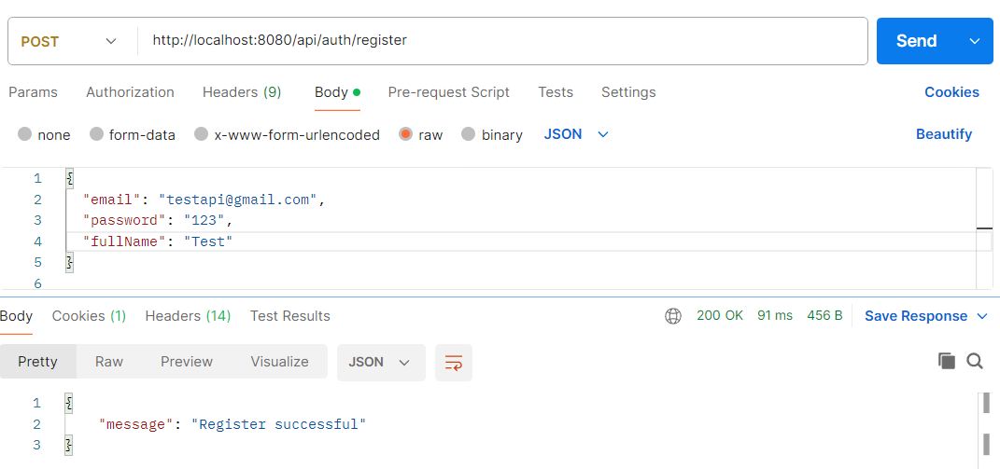 POST http://localhost:8080/api/auth/register Send
Params Authorization Headers (9) Body Pre-request Script Tests Settings Cookies
none form-data x-www-form-urlencoded raw binary JSON Beautify
1 {
2 "email": "testapi@gmail.com",
3 "password": "123",
4 "fullName": "Test"
5 }
6
Body Cookies (1) Headers (14) Test Results 200 OK 91 ms 456 B Save Response
Pretty Raw Preview Visualize JSON
1 {
2 "message": "Register successful"
3 }